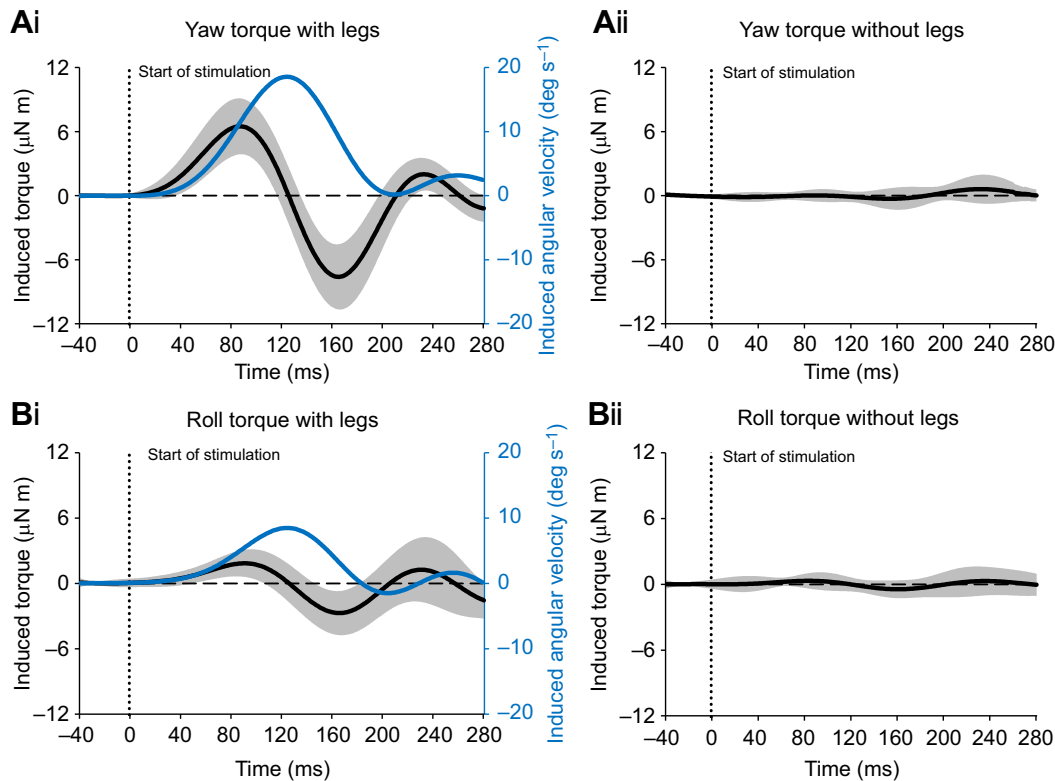 Ai
Yaw torque with legs
Start of stimulation
12
6
0
–6
–12
Induced torque (μN m)
20
10
0
–10
–20
Induced angular velocity (deg s⁻¹)
–40 0 40 80 120 160 200 240 280
Time (ms)
Aii
Yaw torque without legs
Start of stimulation
12
6
0
–6
–12
Induced torque (μN m)
–40 0 40 80 120 160 200 240 280
Time (ms)
Bi
Roll torque with legs
Start of stimulation
12
6
0
–6
–12
Induced torque (μN m)
20
10
0
–10
–20
Induced angular velocity (deg s⁻¹)
–40 0 40 80 120 160 200 240 280
Time (ms)
Bii
Roll torque without legs
Start of stimulation
12
6
0
–6
–12
Induced torque (μN m)
–40 0 40 80 120 160 200 240 280
Time (ms)